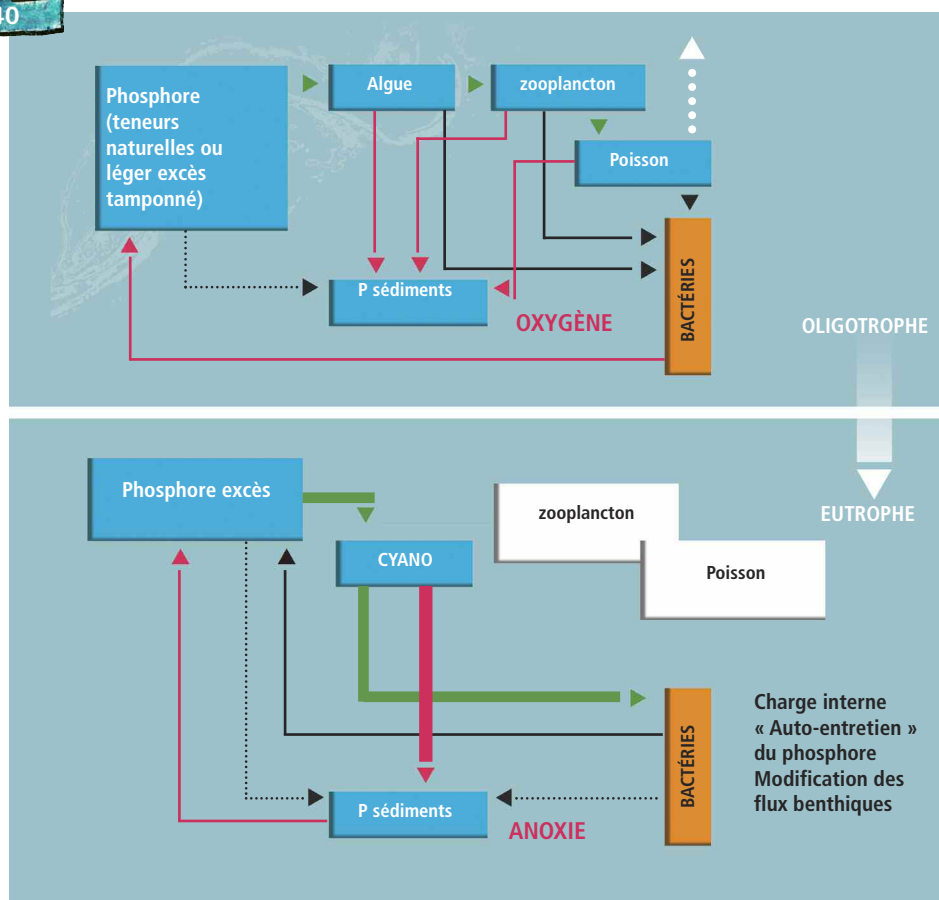 40
Phosphore
(teneurs
naturelles ou
léger excès
tamponné)
Algue
zooplancton
Poisson
P sédiments
OXYGÈNE
BACTÉRIES
OLIGOTROPHE
EUTROPHE
Phosphore excès
CYANO
zooplancton
Poisson
P sédiments
ANOXIE
BACTÉRIES
Charge interne
« Auto-entretien »
du phosphore
Modification des
flux benthiques